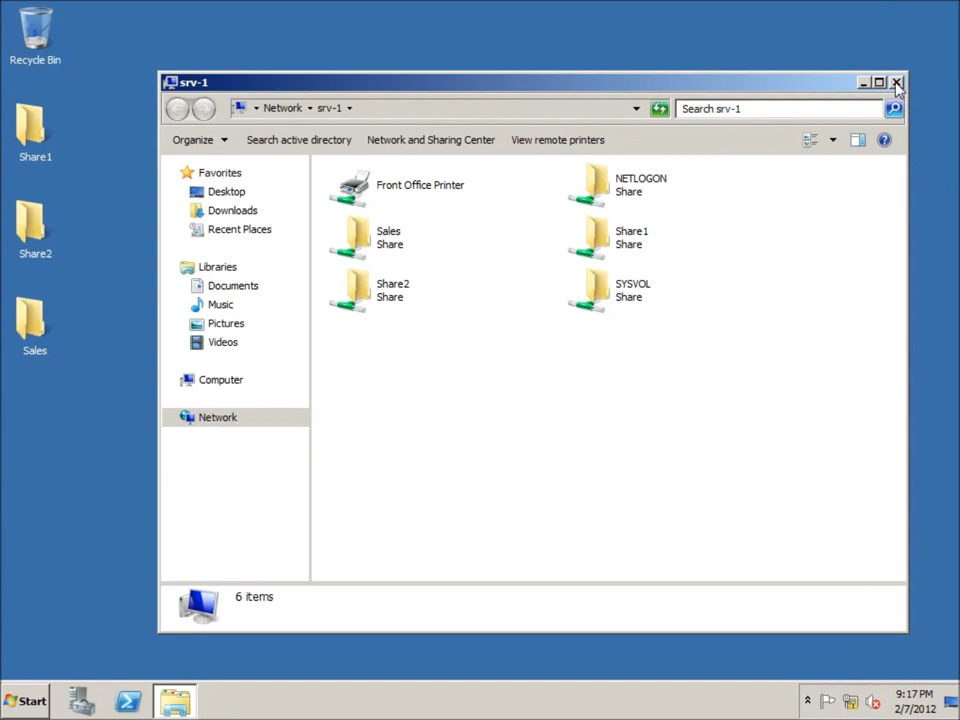 Recycle Bin
Share1
Share2
Sales
srv-1
Network srv-1
Search srv-1
Organize Search active directory Network and Sharing Center View remote printers
Favorites
Desktop
Downloads
Recent Places
Libraries
Documents
Music
Pictures
Videos
Computer
Network
Front Office Printer
NETLOGON
Share
Sales
Share
Share1
Share
Share2
Share
SYSVOL
Share
6 items
Start
9:17 PM
2/7/2012